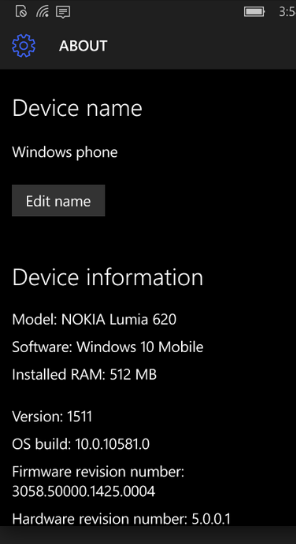 3:5
ABOUT
Device name
Windows phone
Edit name
Device information
Model: NOKIA Lumia 620
Software: Windows 10 Mobile
Installed RAM: 512 MB
Version: 1511
OS build: 10.0.10581.0
Firmware revision number:
3058.50000.1425.0004
Hardware revision number: 5.0.0.1